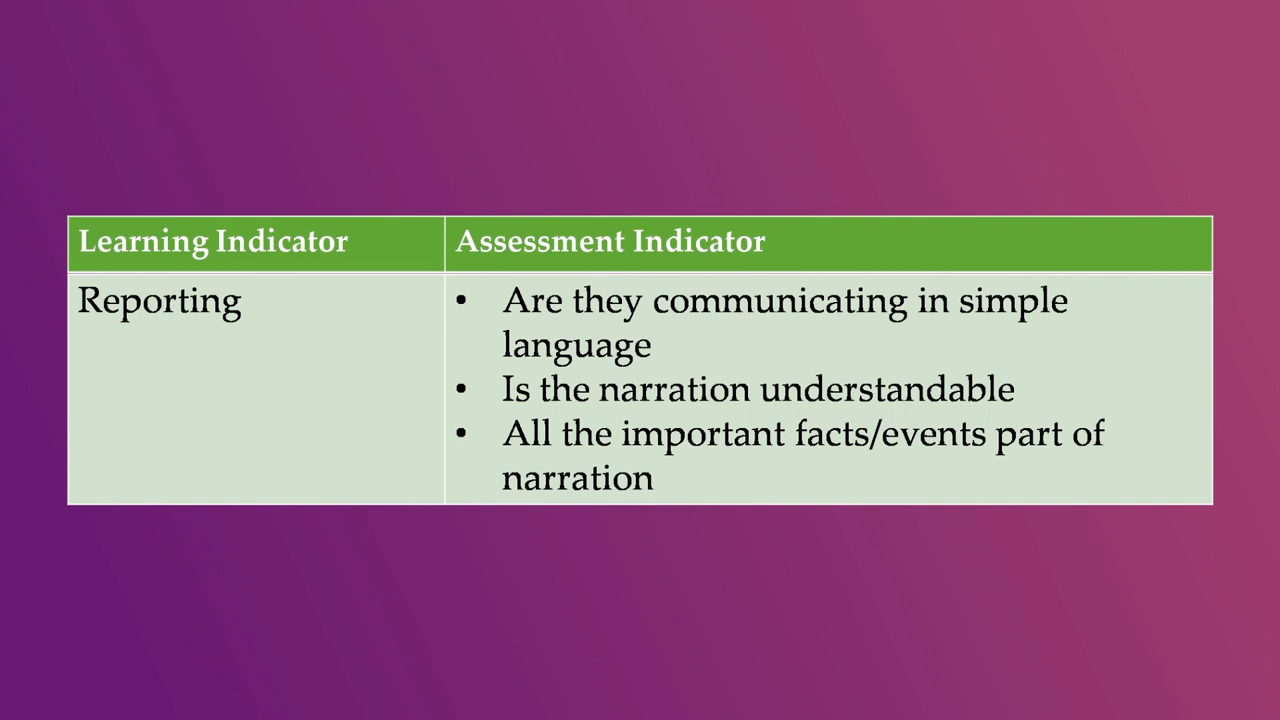 Learning Indicator
Assessment Indicator
Reporting
• Are they communicating in simple
language
• Is the narration understandable
• All the important facts/events part of
narration